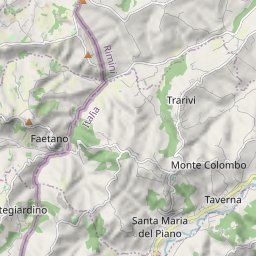 Rimini
Italia
Trarivi
Faetano
Monte Colombo
Taverna
tegiardino
Santa Maria
del Piano